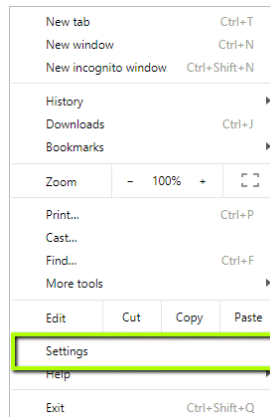 New tab Ctrl+T
New window Ctrl+N
New incognito window Ctrl+Shift+N
History
Downloads Ctrl+J
Bookmarks
Zoom - 100% +
Print... Ctrl+P
Cast...
Find... Ctrl+F
More tools
Edit Cut Copy Paste
Settings
Help
Exit Ctrl+Shift+Q